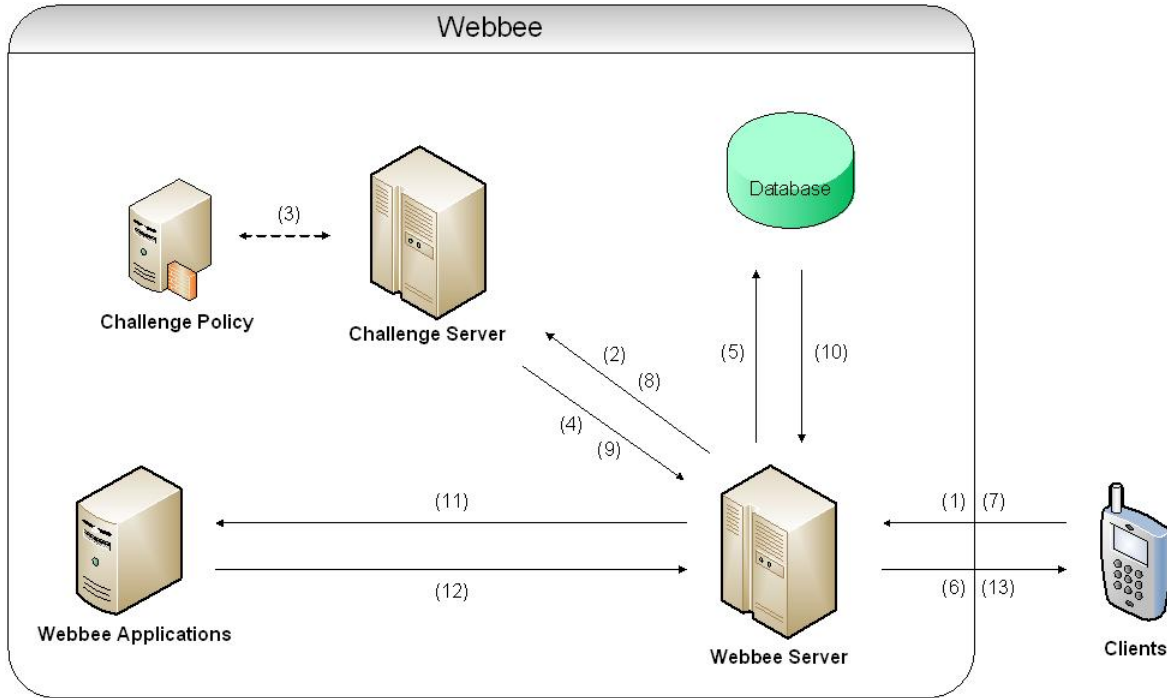 Webbee
Database
(3)
Challenge Policy
Challenge Server
(2)
(8)
(5)
(10)
(4)
(9)
(11)
(1)
(7)
(12)
(6)
(13)
Webbee Applications
Webbee Server
Clients